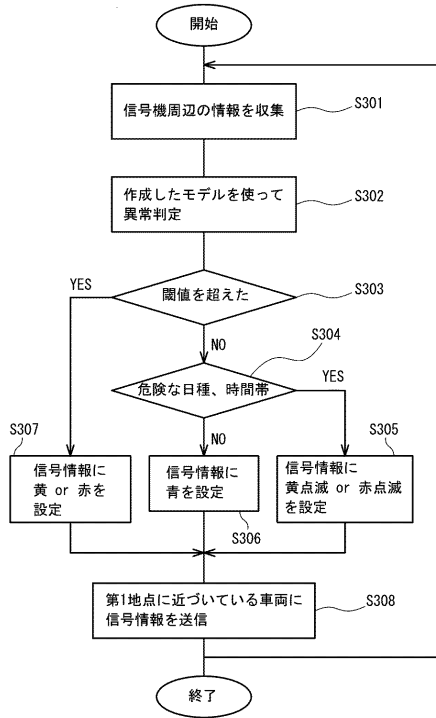 開始
信号機周辺の情報を収集
S301
作成したモデルを使って
異常判定
S302
閾値を超えた
S303
YES
NO
S304
危険な日種、時間帯
YES
NO
S307
信号情報に
黄 or 赤を
設定
信号情報に
青を設定
S306
S305
信号情報に
黄点滅 or 赤点滅
を設定
第1地点に近づいている車両に
信号情報を送信
S308
終了